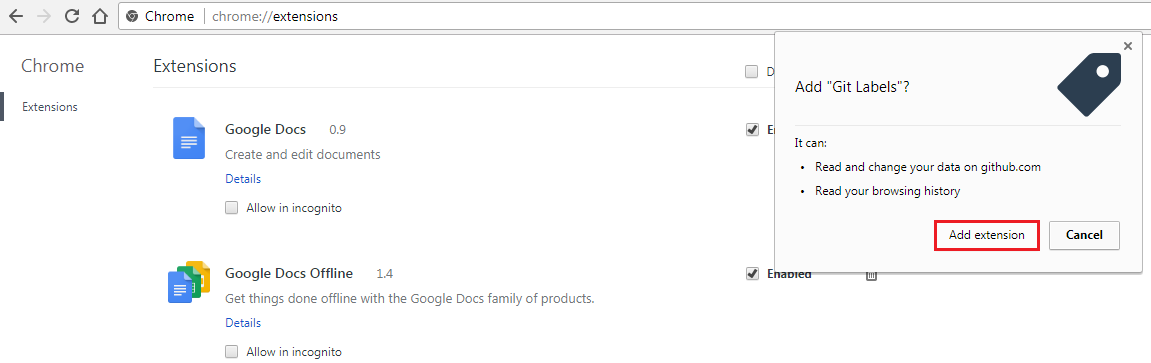 Chrome chrome://extensions
Chrome
Extensions
Extensions
Google Docs 0.9
Create and edit documents
Details
Allow in incognito
Google Docs Offline 1.4
Enabled
Get things done offline with the Google Docs family of products.
Details
Allow in incognito
Add "Git Labels"?
It can:
• Read and change your data on github.com
• Read your browsing history
Add extension Cancel